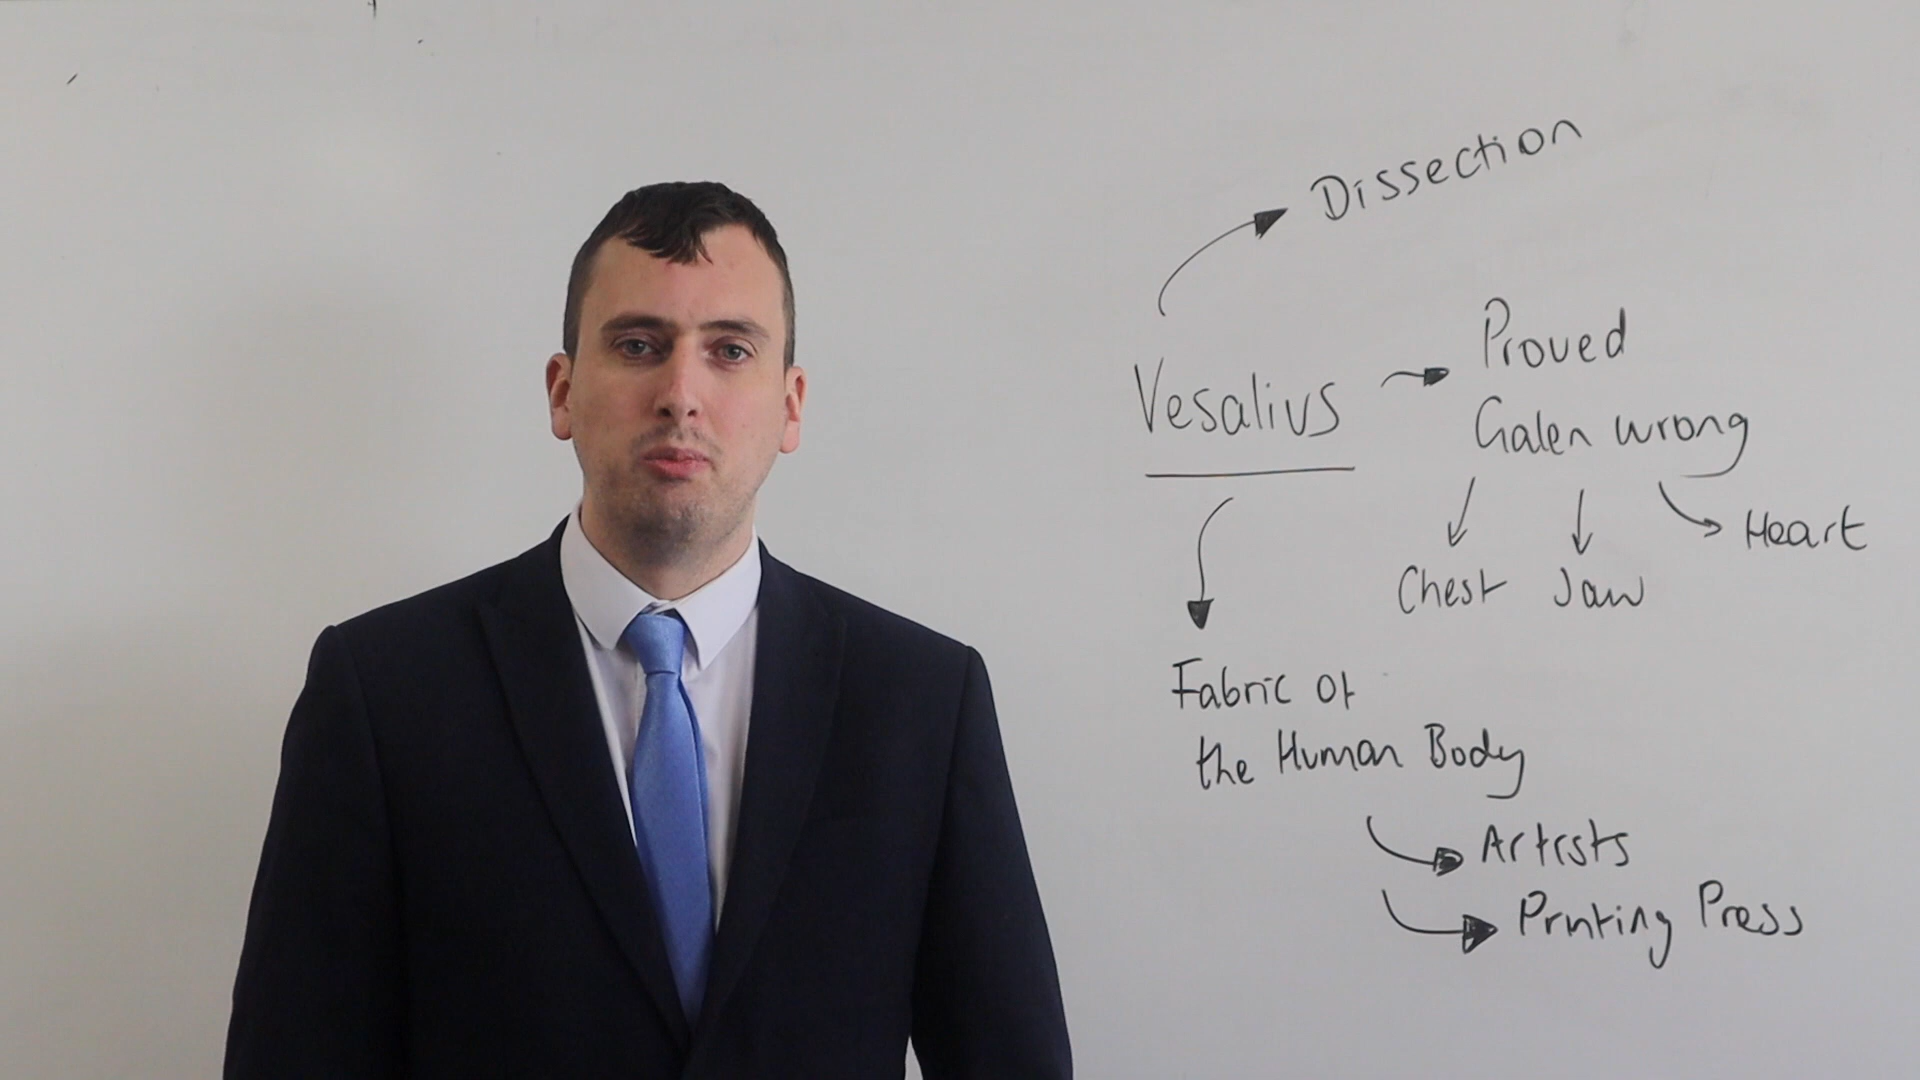 Dissection
Vesalius
Proved
Galen wrong
Chest
Jaw
Heart
Fabric of
the Human Body
Artists
Printing Press